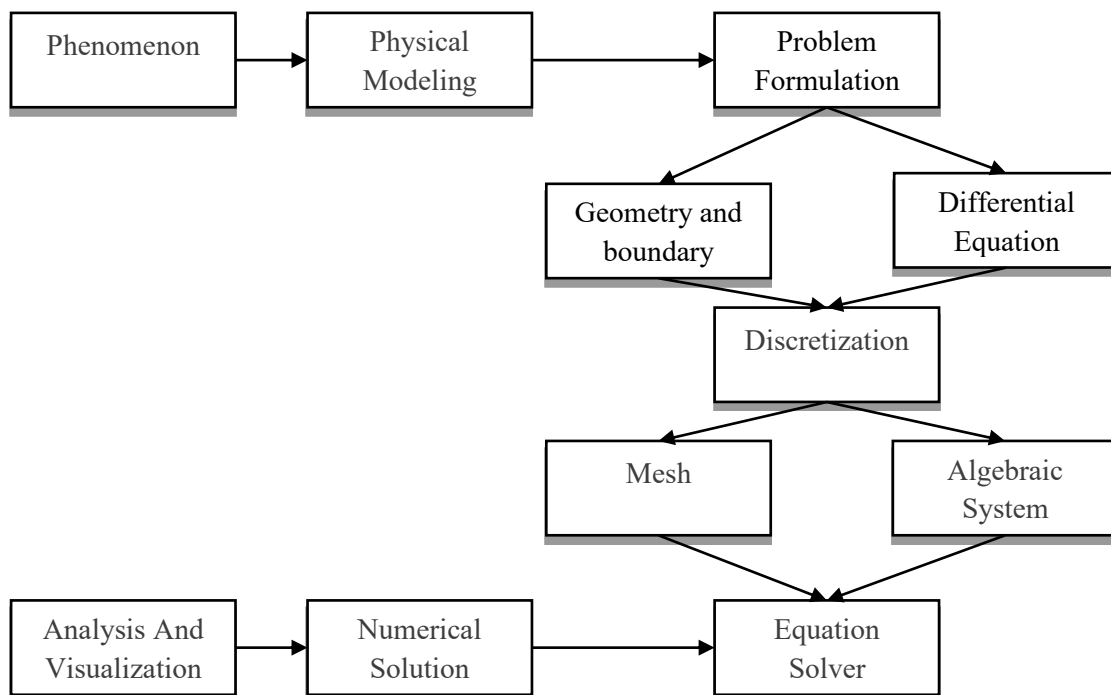 Phenomenon
Physical
Modeling
Problem
Formulation
Geometry and
boundary
Differential
Equation
Discretization
Mesh
Algebraic
System
Analysis And
Visualization
Numerical
Solution
Equation
Solver